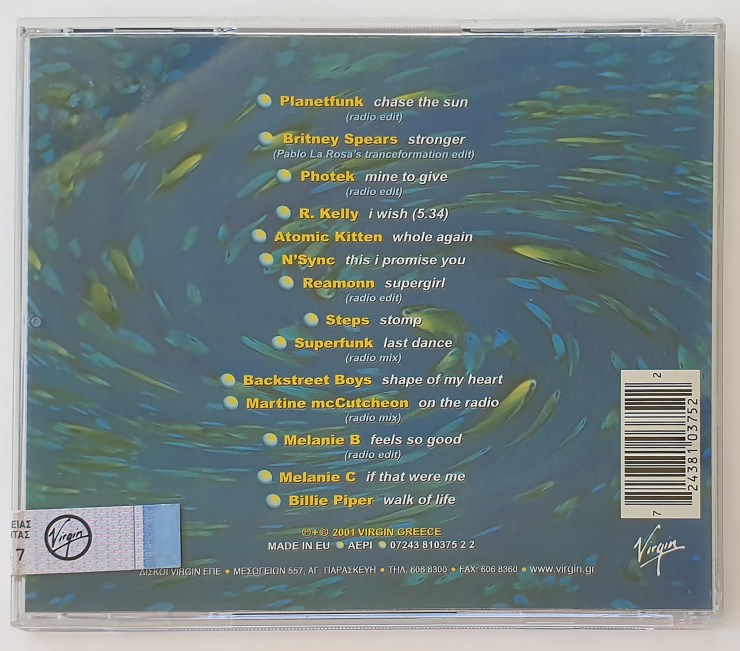 Planetfunk chase the sun
(radio edit)
Britney Spears stronger
(Pablo La Rosa's tranceformation edit)
Photek mine to give
(radio edit)
R. Kelly i wish (5.34)
Atomic Kitten whole again
N'Sync this i promise you
Reamonn supergirl
(radio edit)
Steps stomp
Superfunk last dance
(radio mix)
Backstreet Boys shape of my heart
Martine mcCutcheon on the radio
(radio mix)
Melanie B feels so good
(radio edit)
Melanie C if that were me
Billie Piper walk of life
℗+© 2001 VIRGIN GREECE
MADE IN EU • ΑΕΡΙ • 07243 810375 2 2
ΔΙΣΚΟΙ VIRGIN ΕΠΕ • ΜΕΣΟΓΕΙΩΝ 557, ΑΓ. ΠΑΡΑΣΚΕΥΗ • ΤΗΛ. 606 8300 • FAX: 606 8360 • www.virgin.gr
ΕΙΑΣ
ΝΤΑΣ
7
Virgin
7 24381 03752 2
Virgin